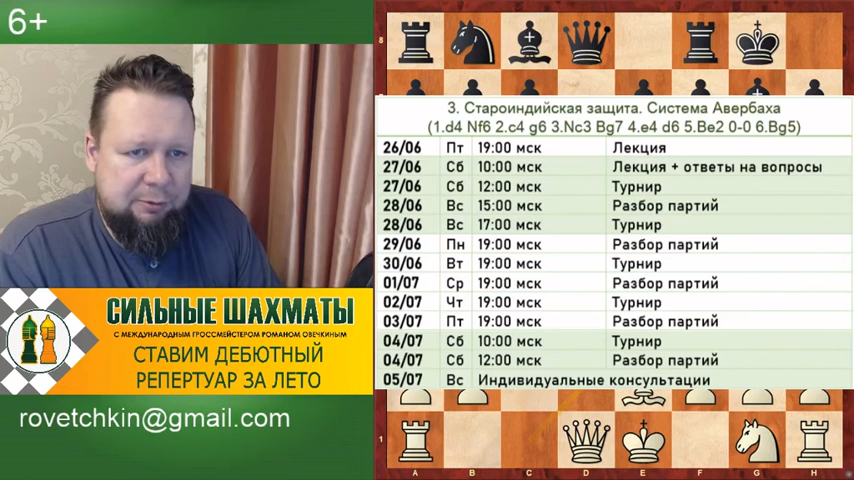 6+
СИЛЬНЫЕ ШАХМАТЫ
С МЕЖДУНАРОДНЫМ ГРОССМЕЙСТЕРОМ РОМАНОМ ОВЕЧКИНЫМ
СТАВИМ ДЕБЮТНЫЙ
РЕПЕРТУАР ЗА ЛЕТО
rovetchkin@gmail.com
8
3. Староиндийская защита. Система Авербаха
(1.d4 Nf6 2.c4 g6 3.Nc3 Bg7 4.e4 d6 5.Be2 0-0 6.Bg5)
26/06 Пт 19:00 мск Лекция
27/06 Сб 10:00 мск Лекция + ответы на вопросы
27/06 Сб 12:00 мск Турнир
28/06 Вс 15:00 мск Разбор партий
28/06 Вс 17:00 мск Турнир
29/06 Пн 19:00 мск Разбор партий
30/06 Вт 19:00 мск Турнир
01/07 Ср 19:00 мск Разбор партий
02/07 Чт 19:00 мск Турнир
03/07 Пт 19:00 мск Разбор партий
04/07 Сб 10:00 мск Турнир
04/07 Сб 12:00 мск Разбор партий
05/07 Вс Индивидуальные консультации
1
A B C D E F G H